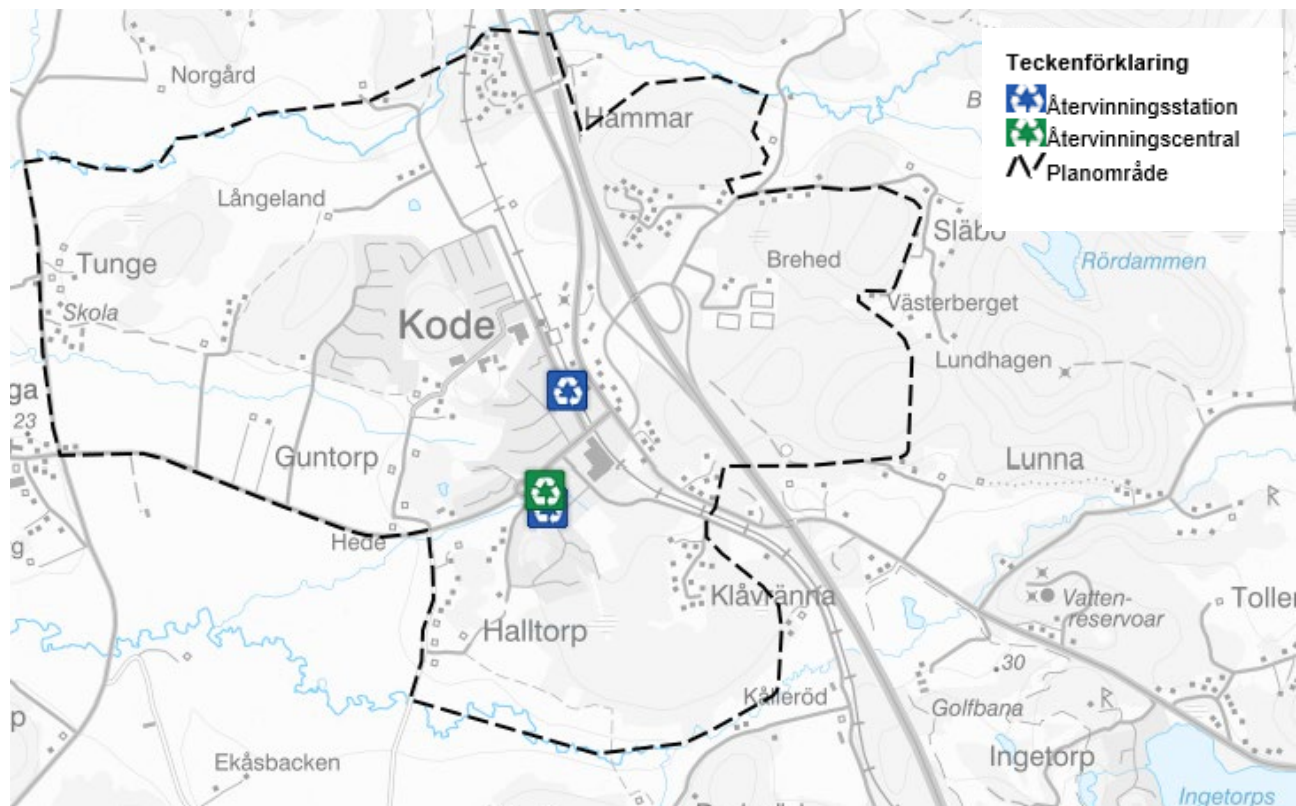 Teckenförklaring
Återvinningsstation
Återvinningscentral
Planområde
Norgård
Hammar
B
Långeland
Släbo
Tunge
Brehed
Rördammen
Skola
Västerberget
Kode
Lundhagen
ga
23
Guntorp
Lunna
R
Hede
g
Klåvränna
Vatten-
reservoar
Toller
Halltorp
30
Kålleröd
R
Golfbana
p
Ekåsbacken
Ingetorp
Ingetorps